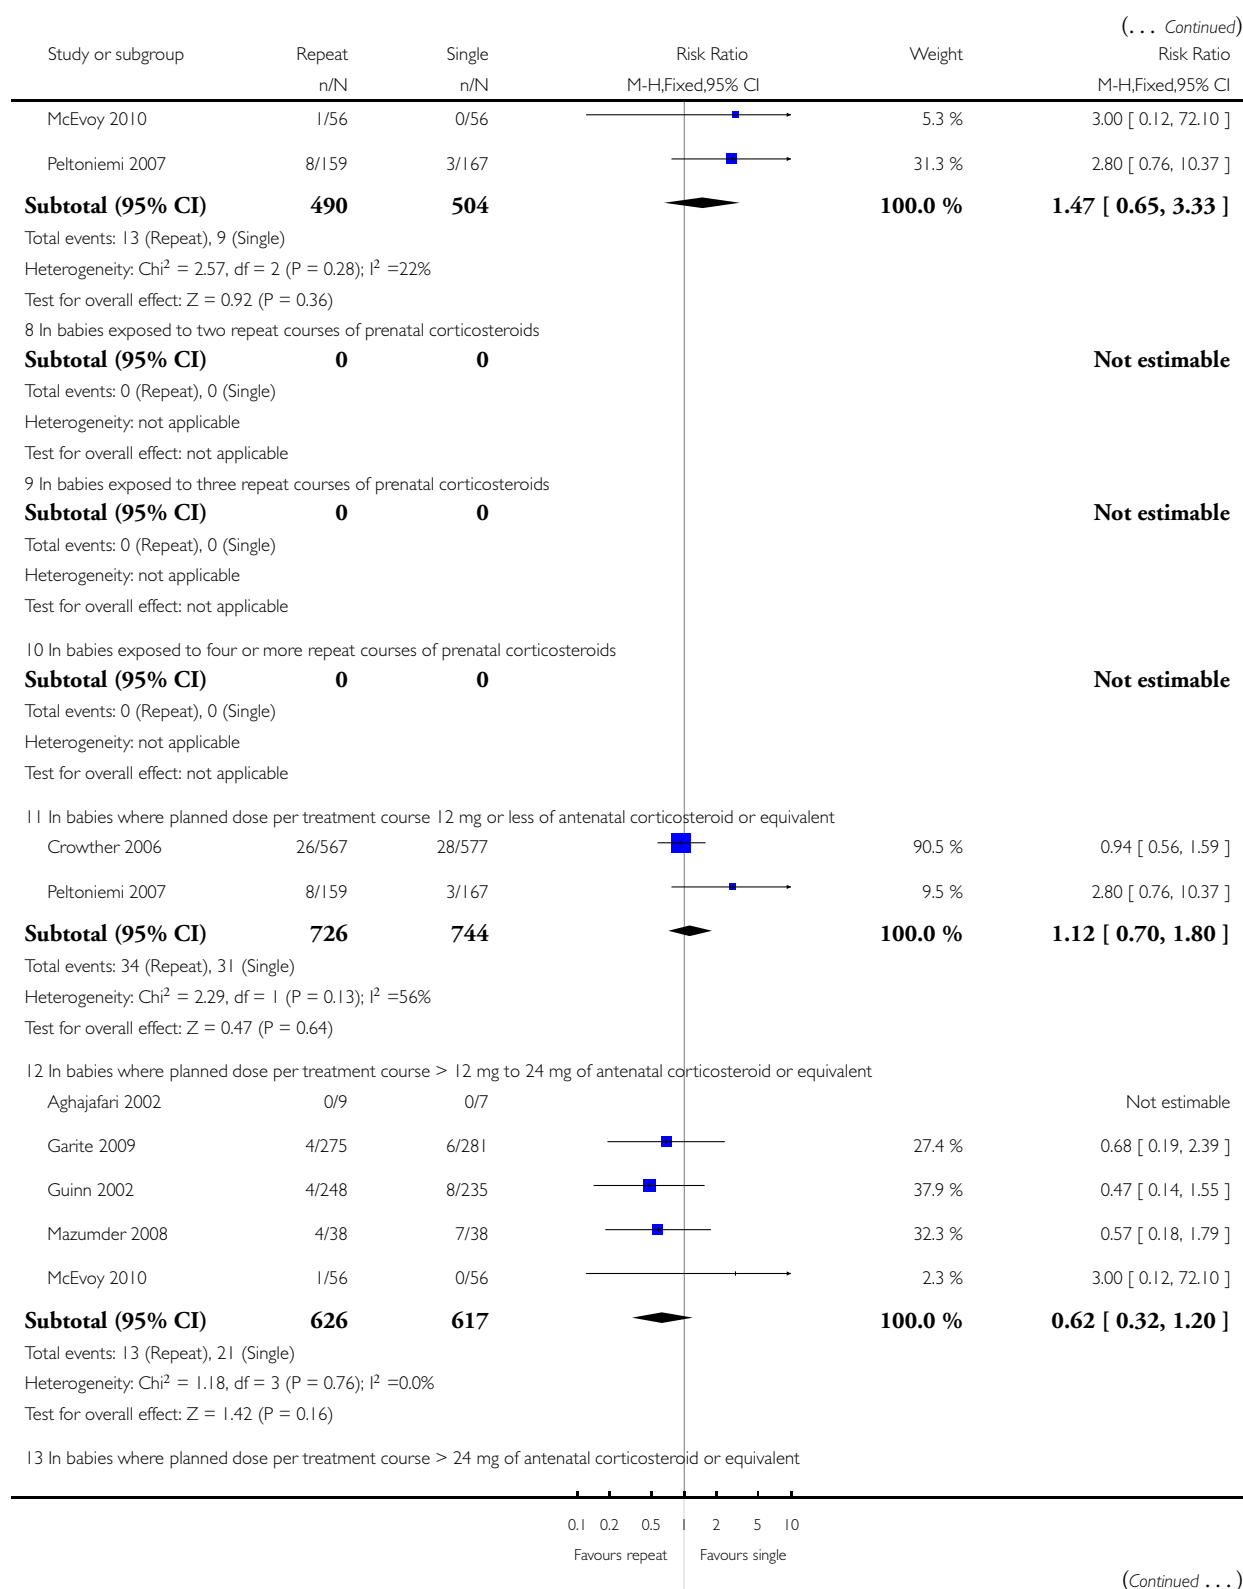 (... Continued)
Study or subgroup Repeat Single Risk Ratio Weight Risk Ratio
n/N n/N M-H,Fixed,95% CI M-H,Fixed,95% CI
McEvoy 2010 1/56 0/56 5.3 % 3.00 [ 0.12, 72.10 ]
Peltoniemi 2007 8/159 3/167 31.3 % 2.80 [ 0.76, 10.37 ]
Subtotal (95% CI) 490 504 100.0 % 1.47 [ 0.65, 3.33 ]
Total events: 13 (Repeat), 9 (Single)
Heterogeneity: Chi² = 2.57, df = 2 (P = 0.28); I² =22%
Test for overall effect: Z = 0.92 (P = 0.36)
8 In babies exposed to two repeat courses of prenatal corticosteroids
Subtotal (95% CI) 0 0 Not estimable
Total events: 0 (Repeat), 0 (Single)
Heterogeneity: not applicable
Test for overall effect: not applicable
9 In babies exposed to three repeat courses of prenatal corticosteroids
Subtotal (95% CI) 0 0 Not estimable
Total events: 0 (Repeat), 0 (Single)
Heterogeneity: not applicable
Test for overall effect: not applicable
10 In babies exposed to four or more repeat courses of prenatal corticosteroids
Subtotal (95% CI) 0 0 Not estimable
Total events: 0 (Repeat), 0 (Single)
Heterogeneity: not applicable
Test for overall effect: not applicable
11 In babies where planned dose per treatment course 12 mg or less of antenatal corticosteroid or equivalent
Crowther 2006 26/567 28/577 90.5 % 0.94 [ 0.56, 1.59 ]
Peltoniemi 2007 8/159 3/167 9.5 % 2.80 [ 0.76, 10.37 ]
Subtotal (95% CI) 726 744 100.0 % 1.12 [ 0.70, 1.80 ]
Total events: 34 (Repeat), 31 (Single)
Heterogeneity: Chi² = 2.29, df = 1 (P = 0.13); I² =56%
Test for overall effect: Z = 0.47 (P = 0.64)
12 In babies where planned dose per treatment course > 12 mg to 24 mg of antenatal corticosteroid or equivalent
Aghajafari 2002 0/9 0/7 Not estimable
Garite 2009 4/275 6/281 27.4 % 0.68 [ 0.19, 2.39 ]
Guinn 2002 4/248 8/235 37.9 % 0.47 [ 0.14, 1.55 ]
Mazumder 2008 4/38 7/38 32.3 % 0.57 [ 0.18, 1.79 ]
McEvoy 2010 1/56 0/56 2.3 % 3.00 [ 0.12, 72.10 ]
Subtotal (95% CI) 626 617 100.0 % 0.62 [ 0.32, 1.20 ]
Total events: 13 (Repeat), 21 (Single)
Heterogeneity: Chi² = 1.18, df = 3 (P = 0.76); I² =0.0%
Test for overall effect: Z = 1.42 (P = 0.16)
13 In babies where planned dose per treatment course > 24 mg of antenatal corticosteroid or equivalent
0.1 0.2 0.5 1 2 5 10
Favours repeat Favours single
(Continued ...)